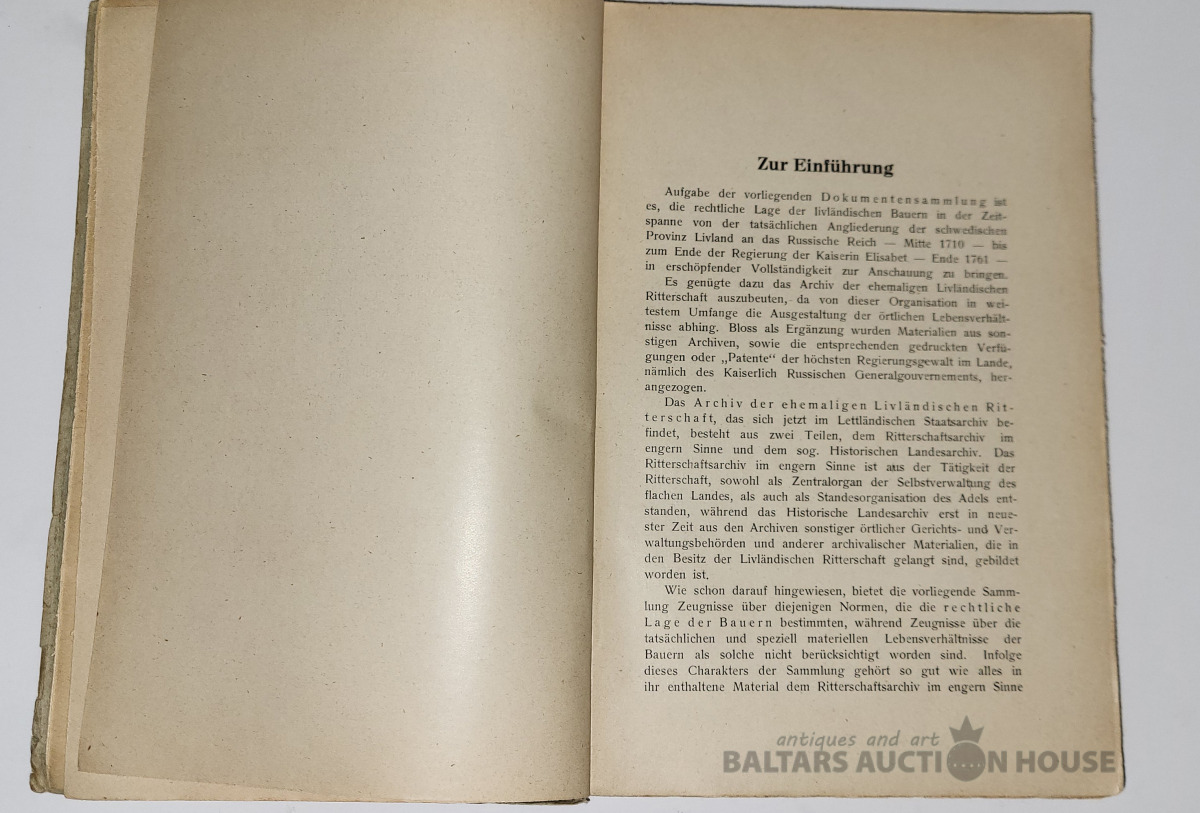 Zur Einführung
Aufgabe der vorliegenden Dokumentensammlung ist
es, die rechtliche Lage der livländischen Bauern in der Zeit-
spanne von der tatsächlichen Angliederung der schwedischen
Provinz Livland an das Russische Reich — Mitte 1710 — bis
zum Ende der Regierung der Kaiserin Elisabet — Ende 1761 —
in erschöpfender Vollständigkeit zur Anschauung zu bringen.
Es genügte dazu das Archiv der ehemaligen Livländischen
Ritterschaft auszubeuten, da von dieser Organisation in wei-
testem Umfange die Ausgestaltung der örtlichen Lebensverhält-
nisse abhing. Bloss als Ergänzung wurden Materialien aus son-
stigen Archiven, sowie die entsprechenden gedruckten Verfü-
gungen oder „Patente“ der höchsten Regierungsgewalt im Lande,
nämlich des Kaiserlich Russischen Generalgouvernements, her-
angezogen.
Das Archiv der ehemaligen Livländischen Rit-
terschaft, das sich jetzt im Lettländischen Staatsarchiv be-
findet, besteht aus zwei Teilen, dem Ritterschaftsarchiv im
engern Sinne und dem sog. Historischen Landesarchiv. Das
Ritterschaftsarchiv im engern Sinne ist aus der Tätigkeit der
Ritterschaft, sowohl als Zentralorgan der Selbstverwaltung des
flachen Landes, als auch als Standesorganisation des Adels ent-
standen, während das Historische Landesarchiv erst in neue-
ster Zeit aus den Archiven sonstiger örtlicher Gerichts- und Ver-
waltungsbehörden und anderer archivalischer Materialien, die in
den Besitz der Livländischen Ritterschaft gelangt sind, gebildet
worden ist.
Wie schon darauf hingewiesen, bietet die vorliegende Samm-
lung Zeugnisse über diejenigen Normen, die die rechtliche
Lage der Bauern bestimmten, während Zeugnisse über die
tatsächlichen und speziell materiellen Lebensverhältnisse der
Bauern als solche nicht berücksichtigt worden sind. Infolge
dieses Charakters der Sammlung gehört so gut wie alles in
ihr enthaltene Material dem Ritterschaftsarchiv im engern Sinne
antiques and art
BALTARS AUCTION HOUSE